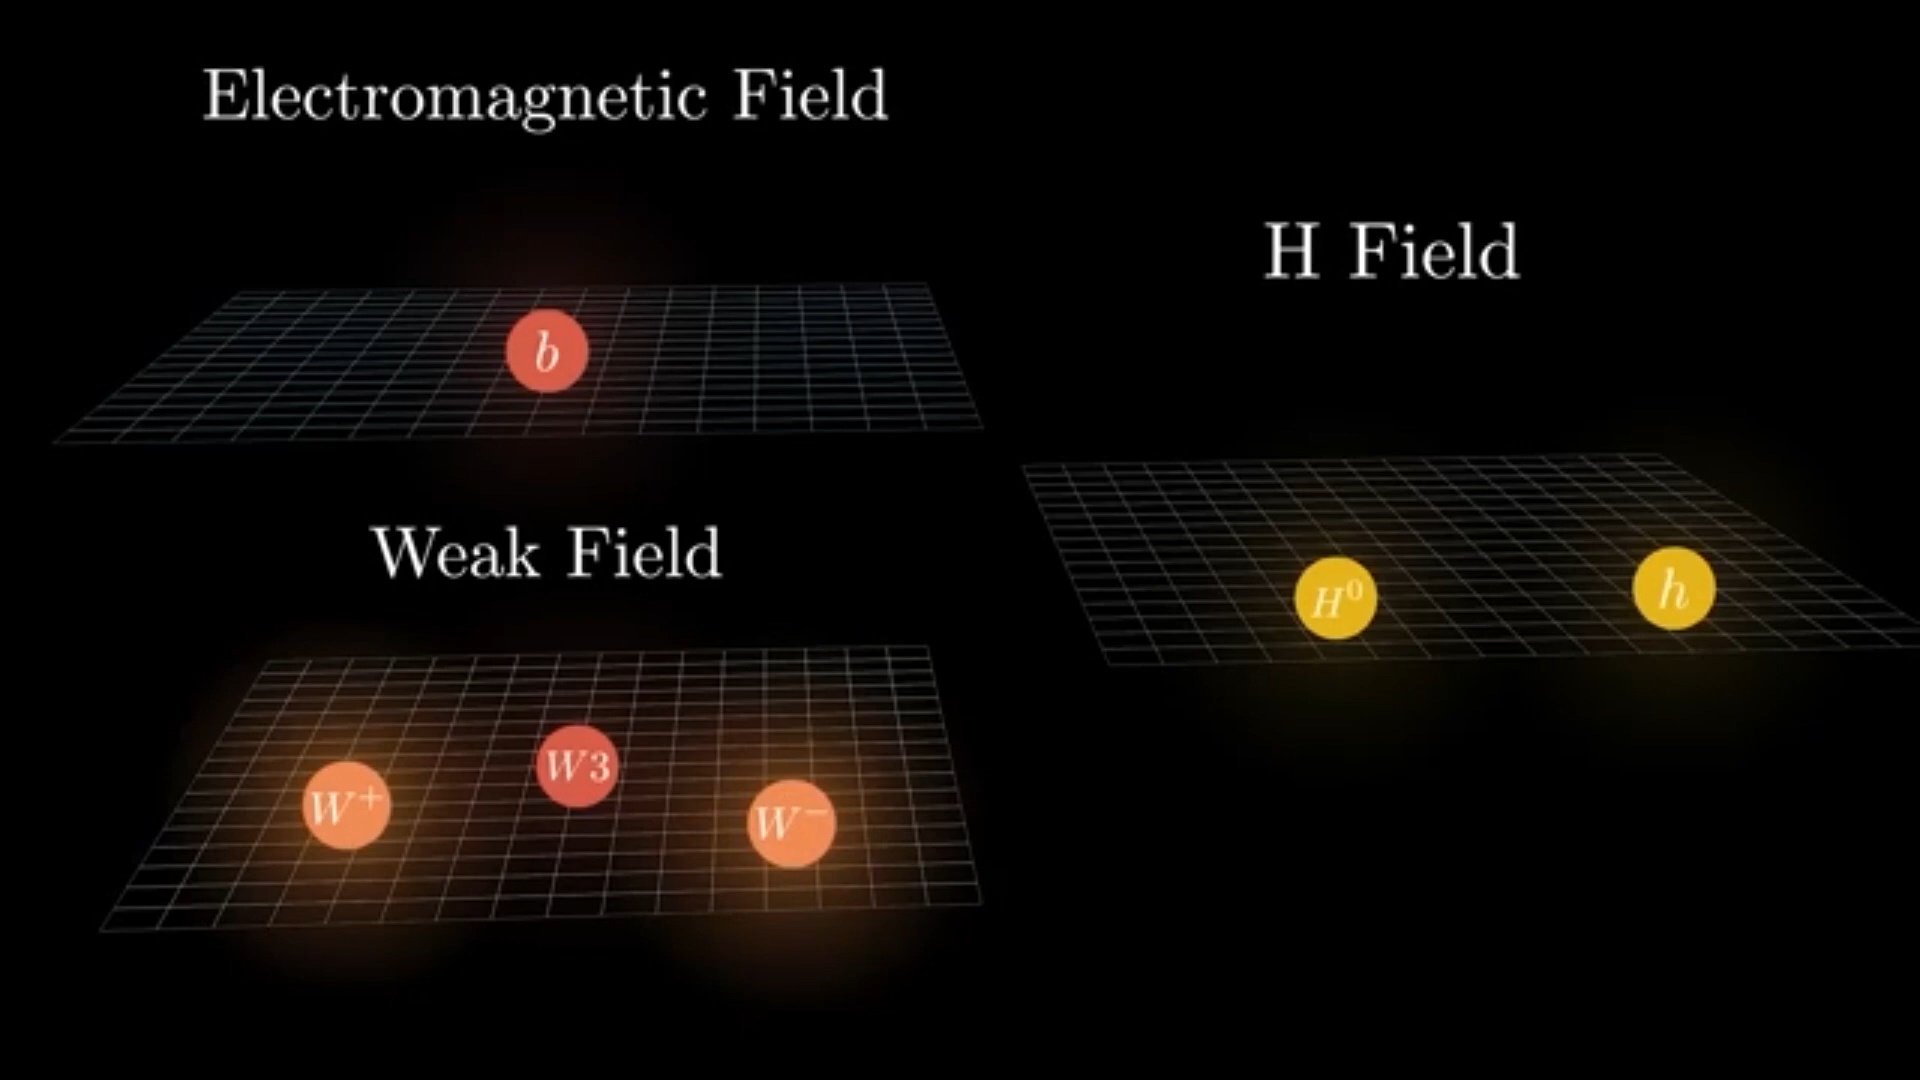 Electromagnetic Field
b
Weak Field
W⁺
W3
W⁻
H Field
H⁰
h